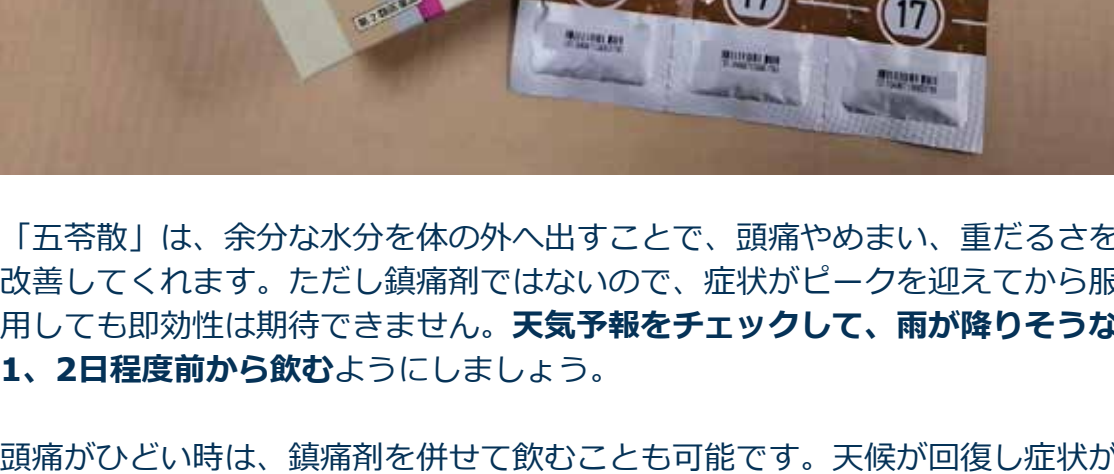 第2類医薬品
17
17
「五苓散」は、余分な水分を体の外へ出すことで、頭痛やめまい、重だるさを
改善してくれます。ただし鎮痛剤ではないので、症状がピークを迎えてから服
用しても即効性は期待できません。天気予報をチェックして、雨が降りそうな
1、2日程度前から飲むようにしましょう。
頭痛がひどい時は、鎮痛剤を併せて飲むことも可能です。天候が回復し症状が